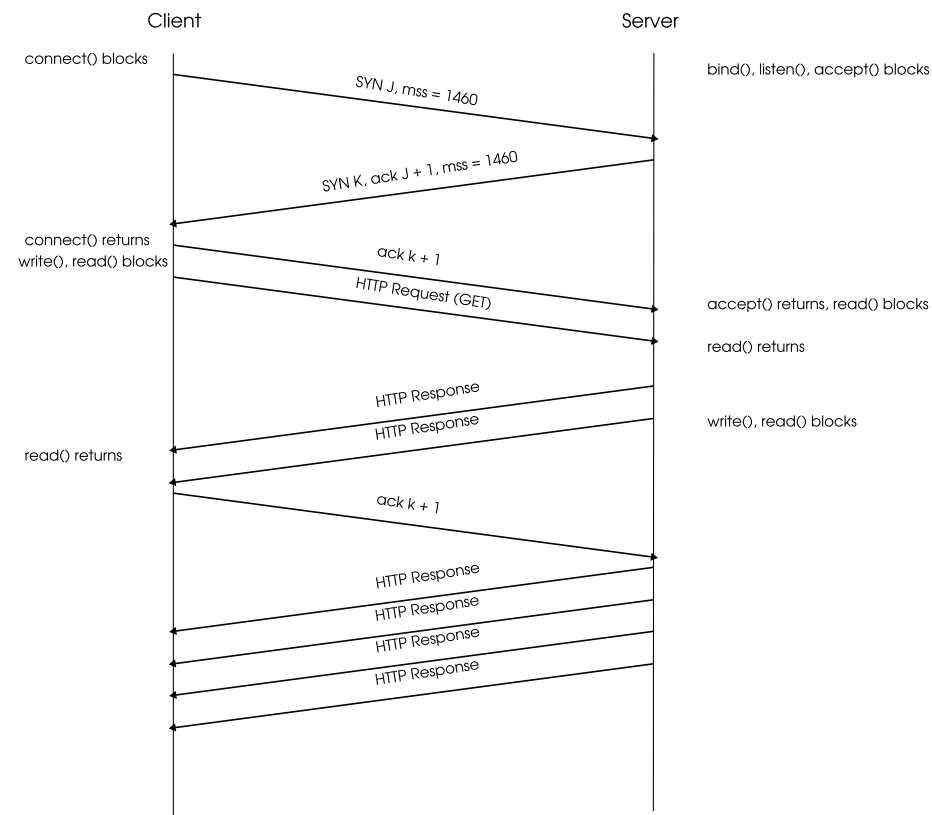 Client
Server
connect() blocks
bind(), listen(), accept() blocks
SYN J, mss = 1460
SYN K, ack J + 1, mss = 1460
connect() returns
write(), read() blocks
ack k + 1
HTTP Request (GET)
accept() returns, read() blocks
read() returns
HTTP Response
HTTP Response
write(), read() blocks
read() returns
ack k + 1
HTTP Response
HTTP Response
HTTP Response
HTTP Response